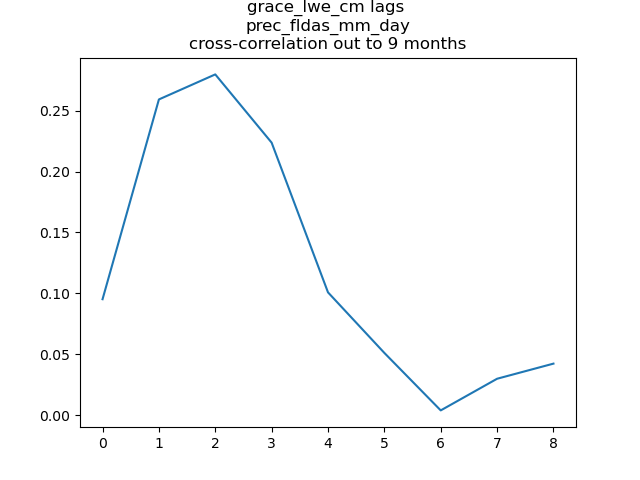 grace_lwe_cm lags
prec_fldas_mm_day
cross-correlation out to 9 months
0.25
0.20
0.15
0.10
0.05
0.00
0 1 2 3 4 5 6 7 8